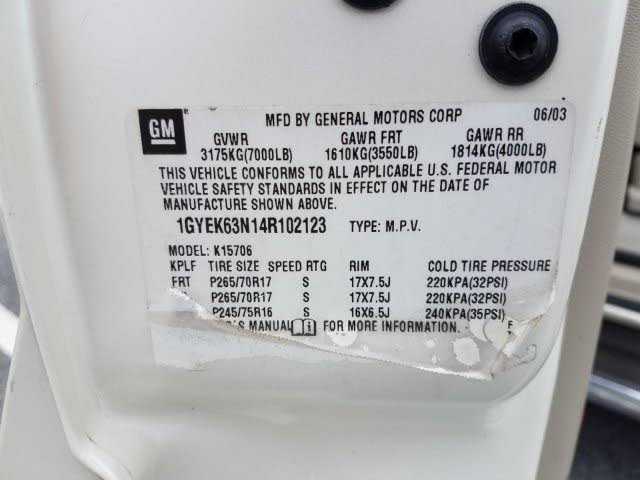 GM
MFD BY GENERAL MOTORS CORP 06/03
GVWR GAWR FRT GAWR RR
3175KG(7000LB) 1610KG(3550LB) 1814KG(4000LB)
THIS VEHICLE CONFORMS TO ALL APPLICABLE U.S. FEDERAL MOTOR
VEHICLE SAFETY STANDARDS IN EFFECT ON THE DATE OF
MANUFACTURE SHOWN ABOVE.
1GYEK63N14R102123 TYPE: M.P.V.
MODEL: K15706
KPLF TIRE SIZE SPEED RTG RIM COLD TIRE PRESSURE
FRT P265/70R17 S 17X7.5J 220KPA(32PSI)
P265/70R17 S 17X7.5J 220KPA(32PSI)
P245/75R16 S 16X6.5J 240KPA(35PSI)
'S MANUAL FOR MORE INFORMATION.